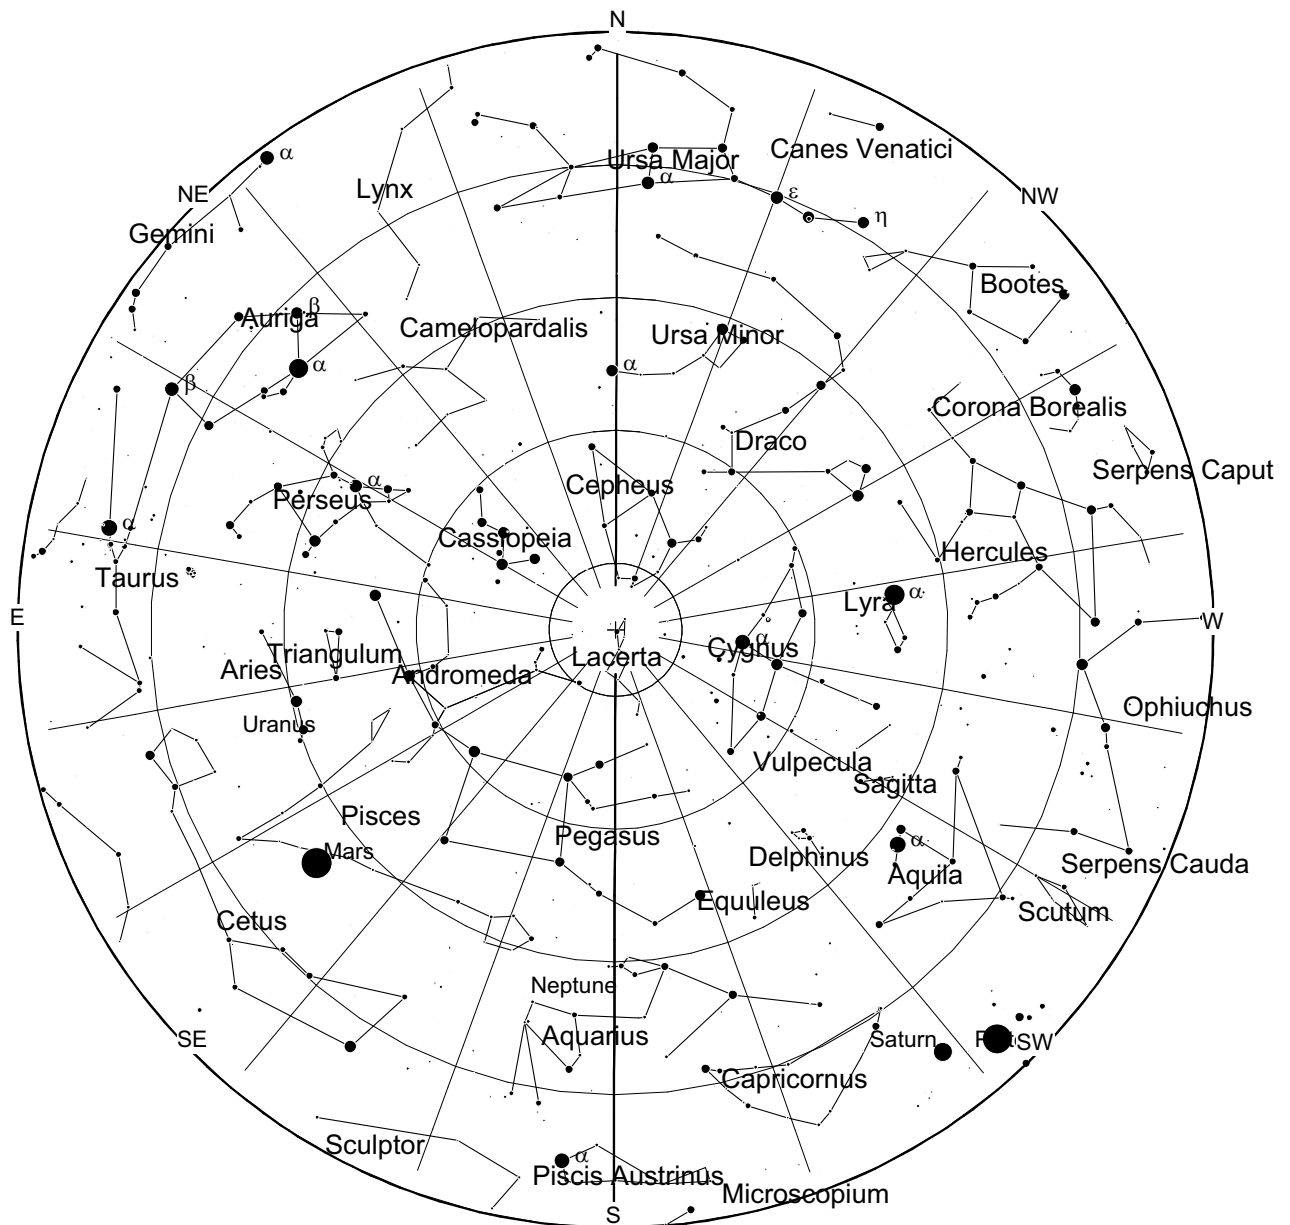 N
Ursa Major
Canes Venatici
α
α
ε
η
NE
Lynx
NW
Gemini
Bootes
β
Auriga
Camelopardalis
Ursa Minor
α
α
β
Corona Borealis
Draco
Serpens Caput
Cepheus
α
Perseus
α
Cassiopeia
Hercules
Taurus
Lyra
α
E
W
Triangulum
α
Cygnus
Aries
Andromeda
Lacerta
Uranus
Ophiuchus
Vulpecula
Sagitta
Pisces
Pegasus
α
Mars
Delphinus
Serpens Cauda
Aquila
Equuleus
Scutum
Cetus
Neptune
SE
Aquarius
Saturn
SW
Capricornus
Sculptor
α
Piscis Austrinus
Microscopium
S